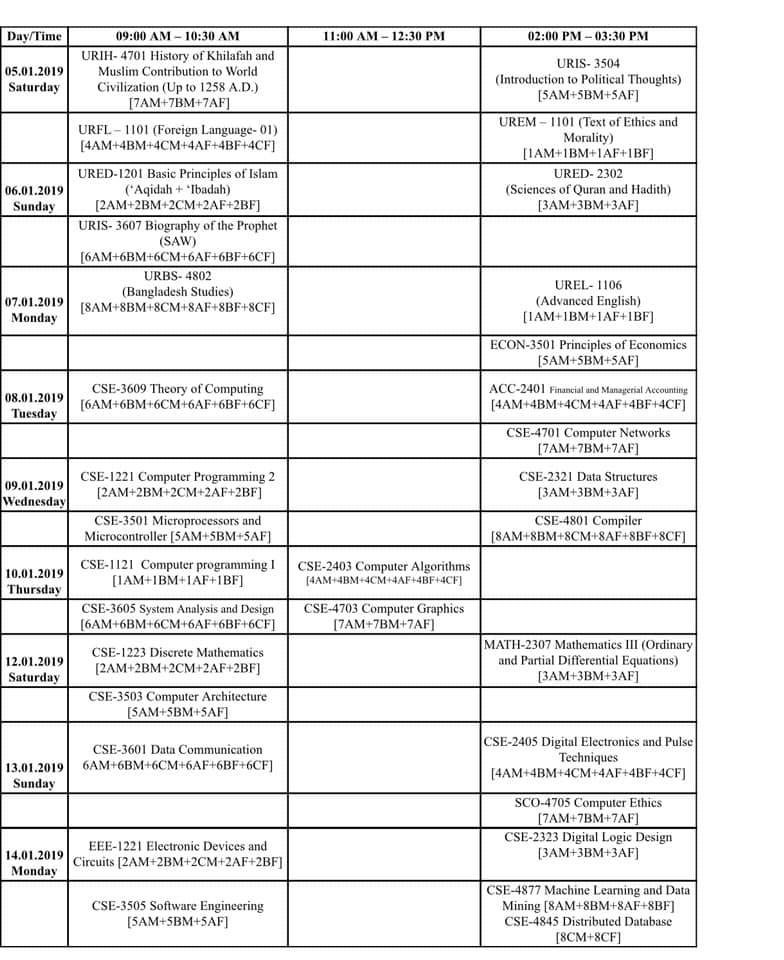 Day/Time 09:00 AM – 10:30 AM 11:00 AM – 12:30 PM 02:00 PM – 03:30 PM
05.01.2019
Saturday
URIH- 4701 History of Khilafah and
Muslim Contribution to World
Civilization (Up to 1258 A.D.)
[7AM+7BM+7AF]
URIS- 3504
(Introduction to Political Thoughts)
[5AM+5BM+5AF]
URFL – 1101 (Foreign Language- 01)
[4AM+4BM+4CM+4AF+4BF+4CF]
UREM – 1101 (Text of Ethics and
Morality)
[1AM+1BM+1AF+1BF]
06.01.2019
Sunday
URED-1201 Basic Principles of Islam
(‘Aqidah + ‘Ibadah)
[2AM+2BM+2CM+2AF+2BF]
URED- 2302
(Sciences of Quran and Hadith)
[3AM+3BM+3AF]
URIS- 3607 Biography of the Prophet
(SAW)
[6AM+6BM+6CM+6AF+6BF+6CF]
07.01.2019
Monday
URBS- 4802
(Bangladesh Studies)
[8AM+8BM+8CM+8AF+8BF+8CF]
UREL- 1106
(Advanced English)
[1AM+1BM+1AF+1BF]
ECON-3501 Principles of Economics
[5AM+5BM+5AF]
08.01.2019
Tuesday
CSE-3609 Theory of Computing
[6AM+6BM+6CM+6AF+6BF+6CF]
ACC-2401 Financial and Managerial Accounting
[4AM+4BM+4CM+4AF+4BF+4CF]
CSE-4701 Computer Networks
[7AM+7BM+7AF]
09.01.2019
Wednesday
CSE-1221 Computer Programming 2
[2AM+2BM+2CM+2AF+2BF]
CSE-2321 Data Structures
[3AM+3BM+3AF]
CSE-3501 Microprocessors and
Microcontroller [5AM+5BM+5AF]
CSE-4801 Compiler
[8AM+8BM+8CM+8AF+8BF+8CF]
10.01.2019
Thursday
CSE-1121 Computer programming I
[1AM+1BM+1AF+1BF]
CSE-2403 Computer Algorithms
[4AM+4BM+4CM+4AF+4BF+4CF]
CSE-3605 System Analysis and Design
[6AM+6BM+6CM+6AF+6BF+6CF]
CSE-4703 Computer Graphics
[7AM+7BM+7AF]
12.01.2019
Saturday
CSE-1223 Discrete Mathematics
[2AM+2BM+2CM+2AF+2BF]
MATH-2307 Mathematics III (Ordinary
and Partial Differential Equations)
[3AM+3BM+3AF]
CSE-3503 Computer Architecture
[5AM+5BM+5AF]
13.01.2019
Sunday
CSE-3601 Data Communication
6AM+6BM+6CM+6AF+6BF+6CF]
CSE-2405 Digital Electronics and Pulse
Techniques
[4AM+4BM+4CM+4AF+4BF+4CF]
SCO-4705 Computer Ethics
[7AM+7BM+7AF]
14.01.2019
Monday
EEE-1221 Electronic Devices and
Circuits [2AM+2BM+2CM+2AF+2BF]
CSE-2323 Digital Logic Design
[3AM+3BM+3AF]
CSE-3505 Software Engineering
[5AM+5BM+5AF]
CSE-4877 Machine Learning and Data
Mining [8AM+8BM+8AF+8BF]
CSE-4845 Distributed Database
[8CM+8CF]